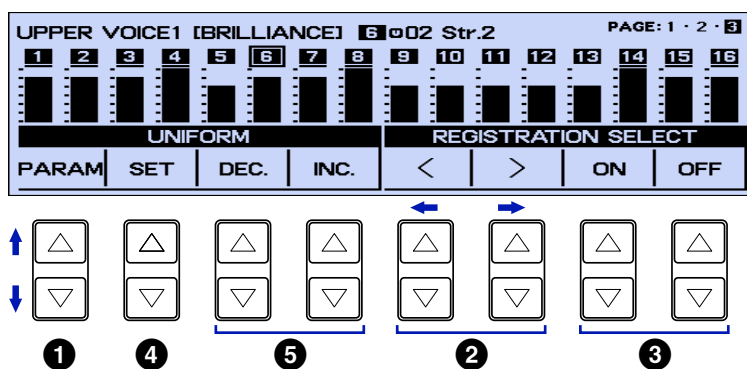 UPPER VOICE1 [BRILLIANCE] 6 02 Str.2 PAGE: 1 · 2 · 3
1 2 3 4 5 6 7 8 9 10 11 12 13 14 15 16
UNIFORM REGISTRATION SELECT
PARAM SET DEC. INC. < > ON OFF
1 4 5 2 3